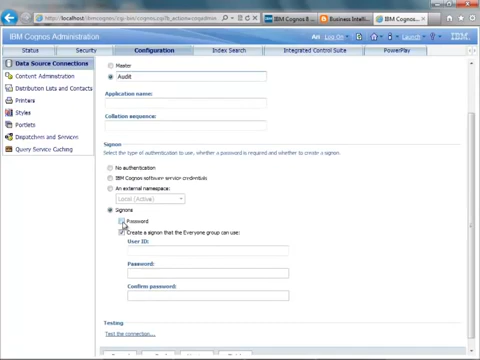 http://localhost/ibmcognos/cgi-bin/cognos.cgi?b_action=xcogadmin
IBM Cognos B...
Business Intelli...
IBM Cognos...
IBM Cognos Administration
Log On
Launch
IBM.
Status
Security
Configuration
Index Search
Integrated Control Suite
PowerPlay
Data Source Connections
Content Administration
Distribution Lists and Contacts
Printers
Styles
Portlets
Dispatchers and Services
Query Service Caching
Master
Audit
Application name:
Collation sequence:
Signon
Select the type of authentication to use, whether a password is required and whether to create a signon.
No authentication
IBM Cognos software service credentials
An external namespace:
Local (Active)
Signons
Password
Create a signon that the Everyone group can use:
User ID:
Password:
Confirm password:
Testing
Test the connection...